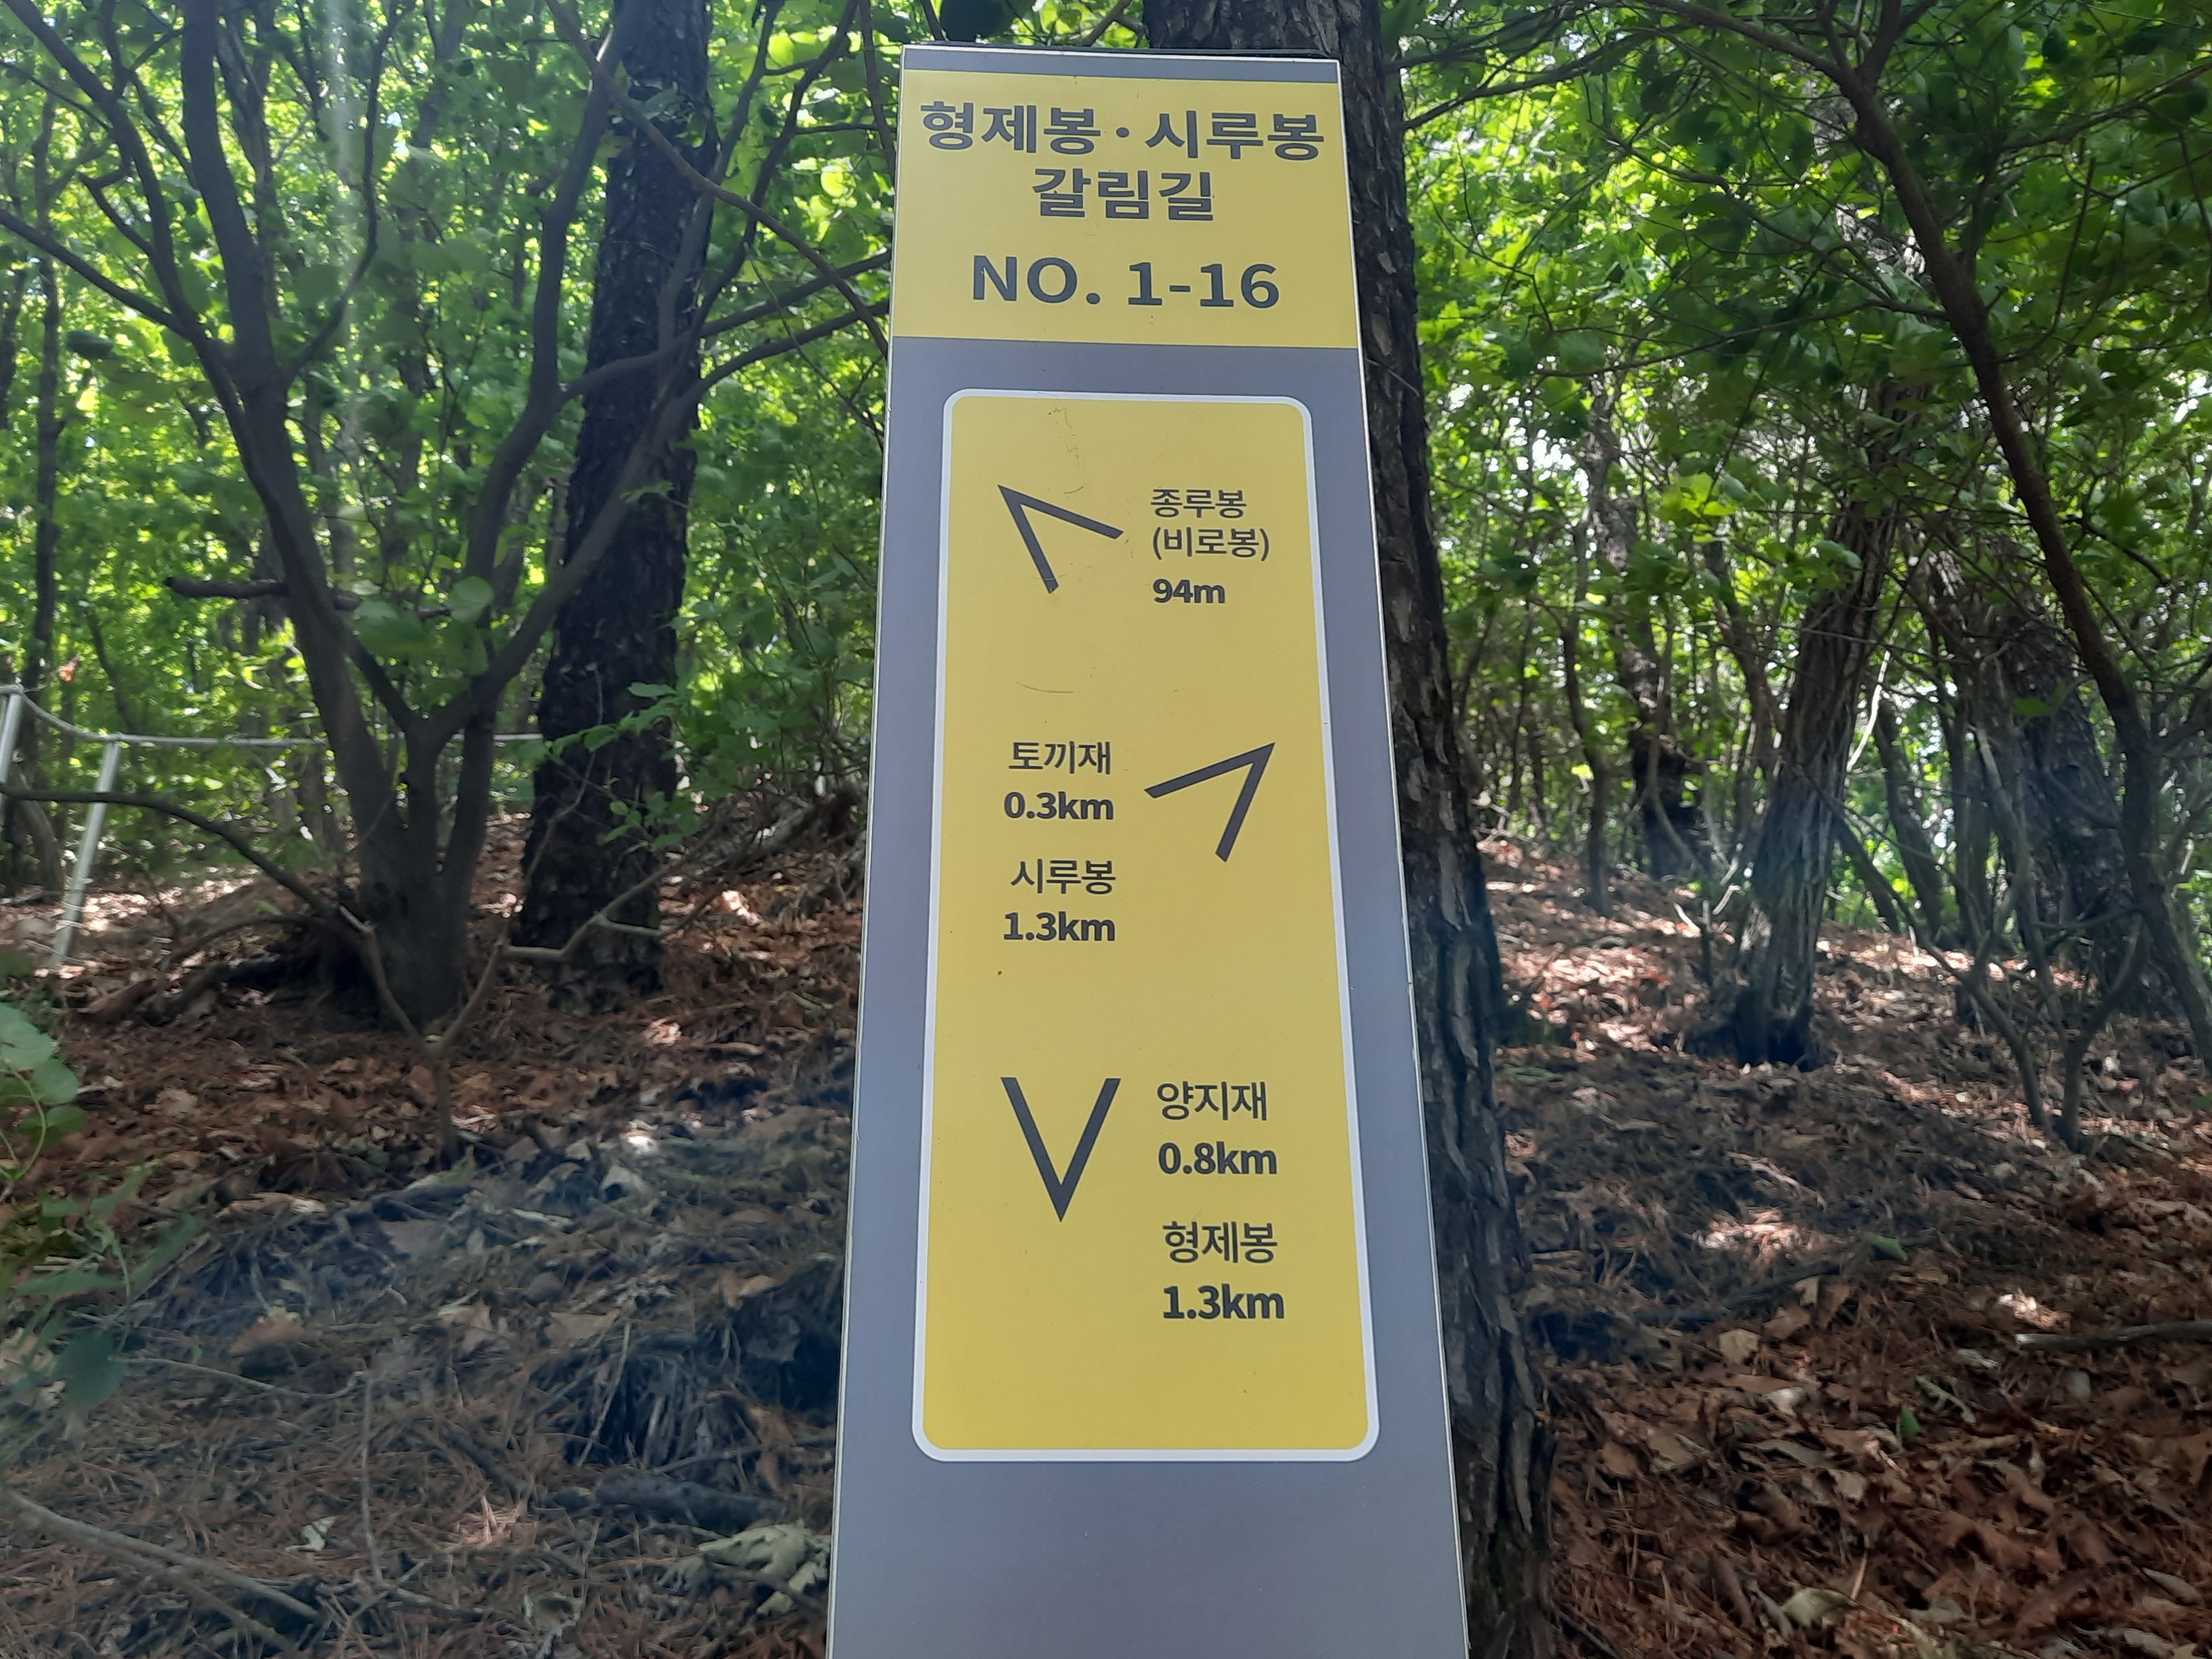 형제봉·시루봉
갈림길
NO. 1-16
종루봉
(비로봉)
94m
토끼재
0.3km
시루봉
1.3km
양지재
0.8km
형제봉
1.3km